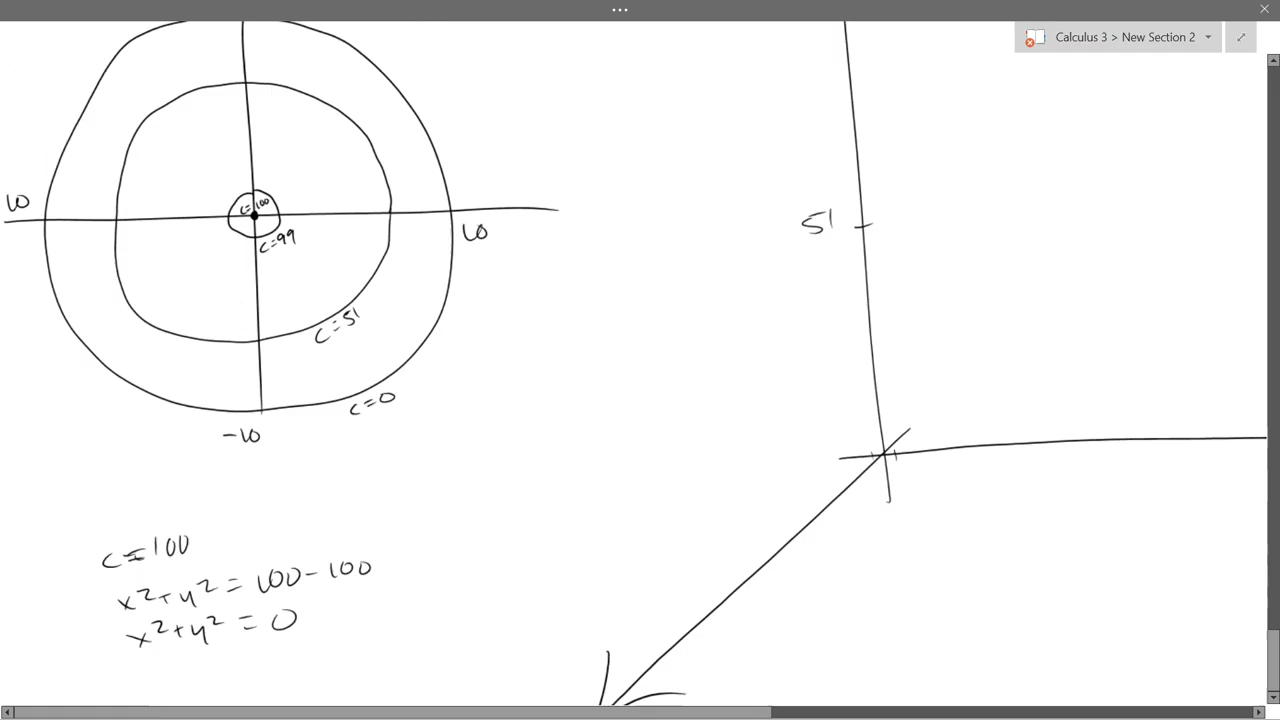 Calculus 3 > New Section 2
10
c=100
c=99
10
51
c=51
c=0
-10
c=100
x²+y² = 100-100
x²+y² = 0